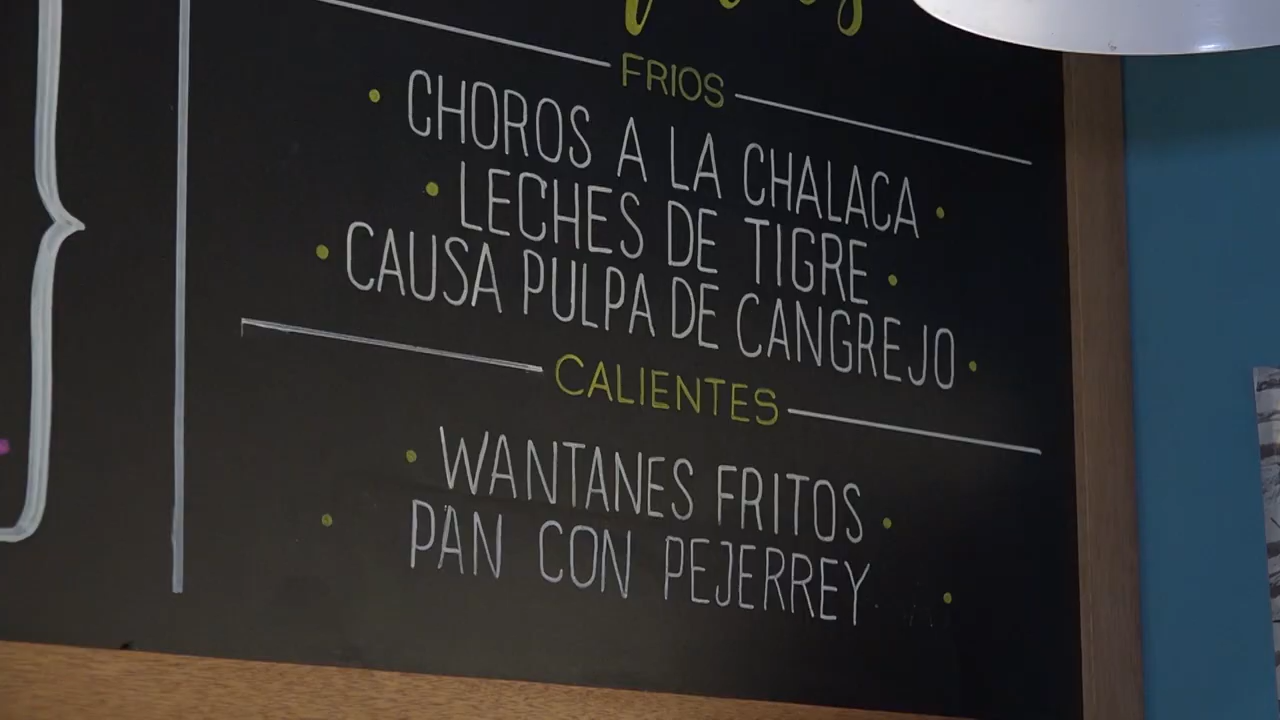 FRIOS
• CHOROS A LA CHALACA •
• LECHES DE TIGRE •
• CAUSA PULPA DE CANGREJO •
CALIENTES
• WANTANES FRITOS •
• PAN CON PEJERREY •